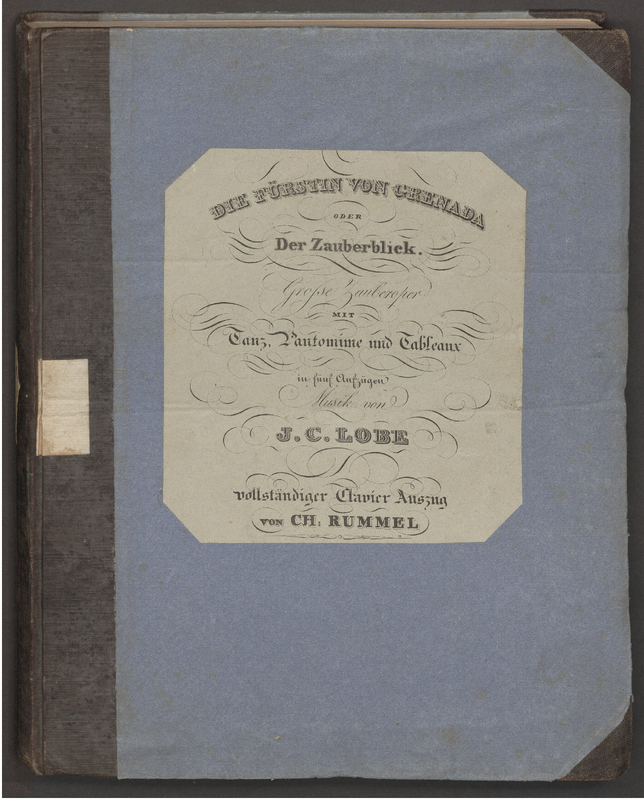 DIE FÜRSTIN VON GRENADA
ODER
Der Zauberblick.
Große Zauberoper
MIT
Tanz, Pantomime und Tableaux
in fünf Aufzügen
Musik von
J. C. LOBE
vollständiger Clavier Auszug
VON CH: RUMMEL